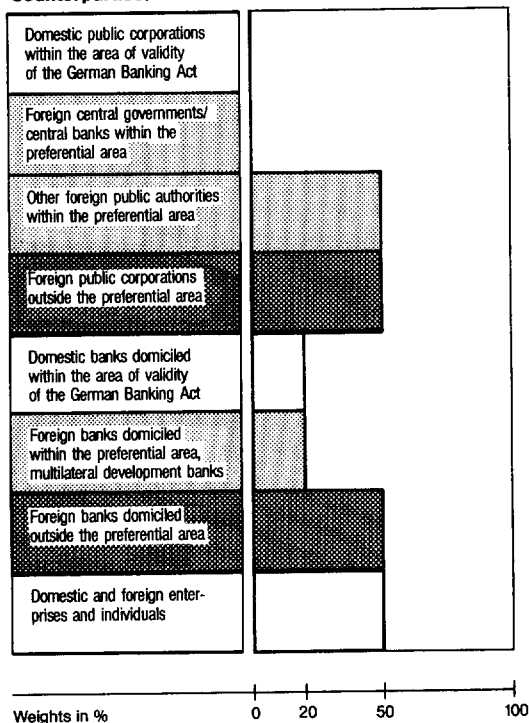 Domestic public corporations
within the area of validity
of the German Banking Act
Foreign central governments/
central banks within the
preferential area
Other foreign public authorities
within the preferential area
Foreign public corporations
outside the preferential area
Domestic banks domiciled
within the area of validity
of the German Banking Act
Foreign banks domiciled
within the preferential area,
multilateral development banks
Foreign banks domiciled
outside the preferential area
Domestic and foreign enter-
prises and individuals
Weights in % 0 20 50 100